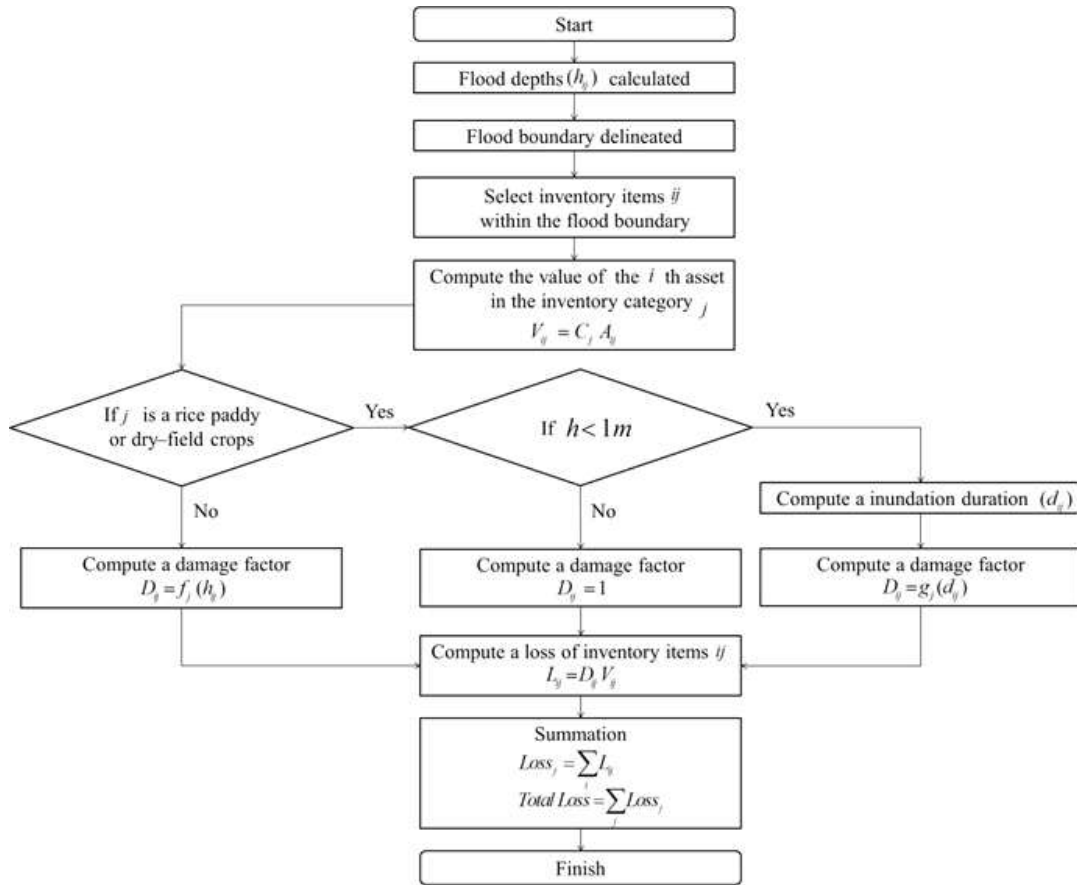 Start
Flood depths (h_ij) calculated
Flood boundary delineated
Select inventory items ij
within the flood boundary
Compute the value of the i th asset
in the inventory category j
V_ij = C_j A_ij
If j is a rice paddy
or dry–field crops
Yes
If h < 1m
Yes
No
No
Compute a inundation duration (d_ij)
Compute a damage factor
D_ij = f_j (h_ij)
Compute a damage factor
D_ij = 1
Compute a damage factor
D_ij = g_j (d_ij)
Compute a loss of inventory items ij
L_ij = D_ij V_ij
Summation
Loss_j = ∑_i L_ij
Total Loss = ∑_j Loss_j
Finish